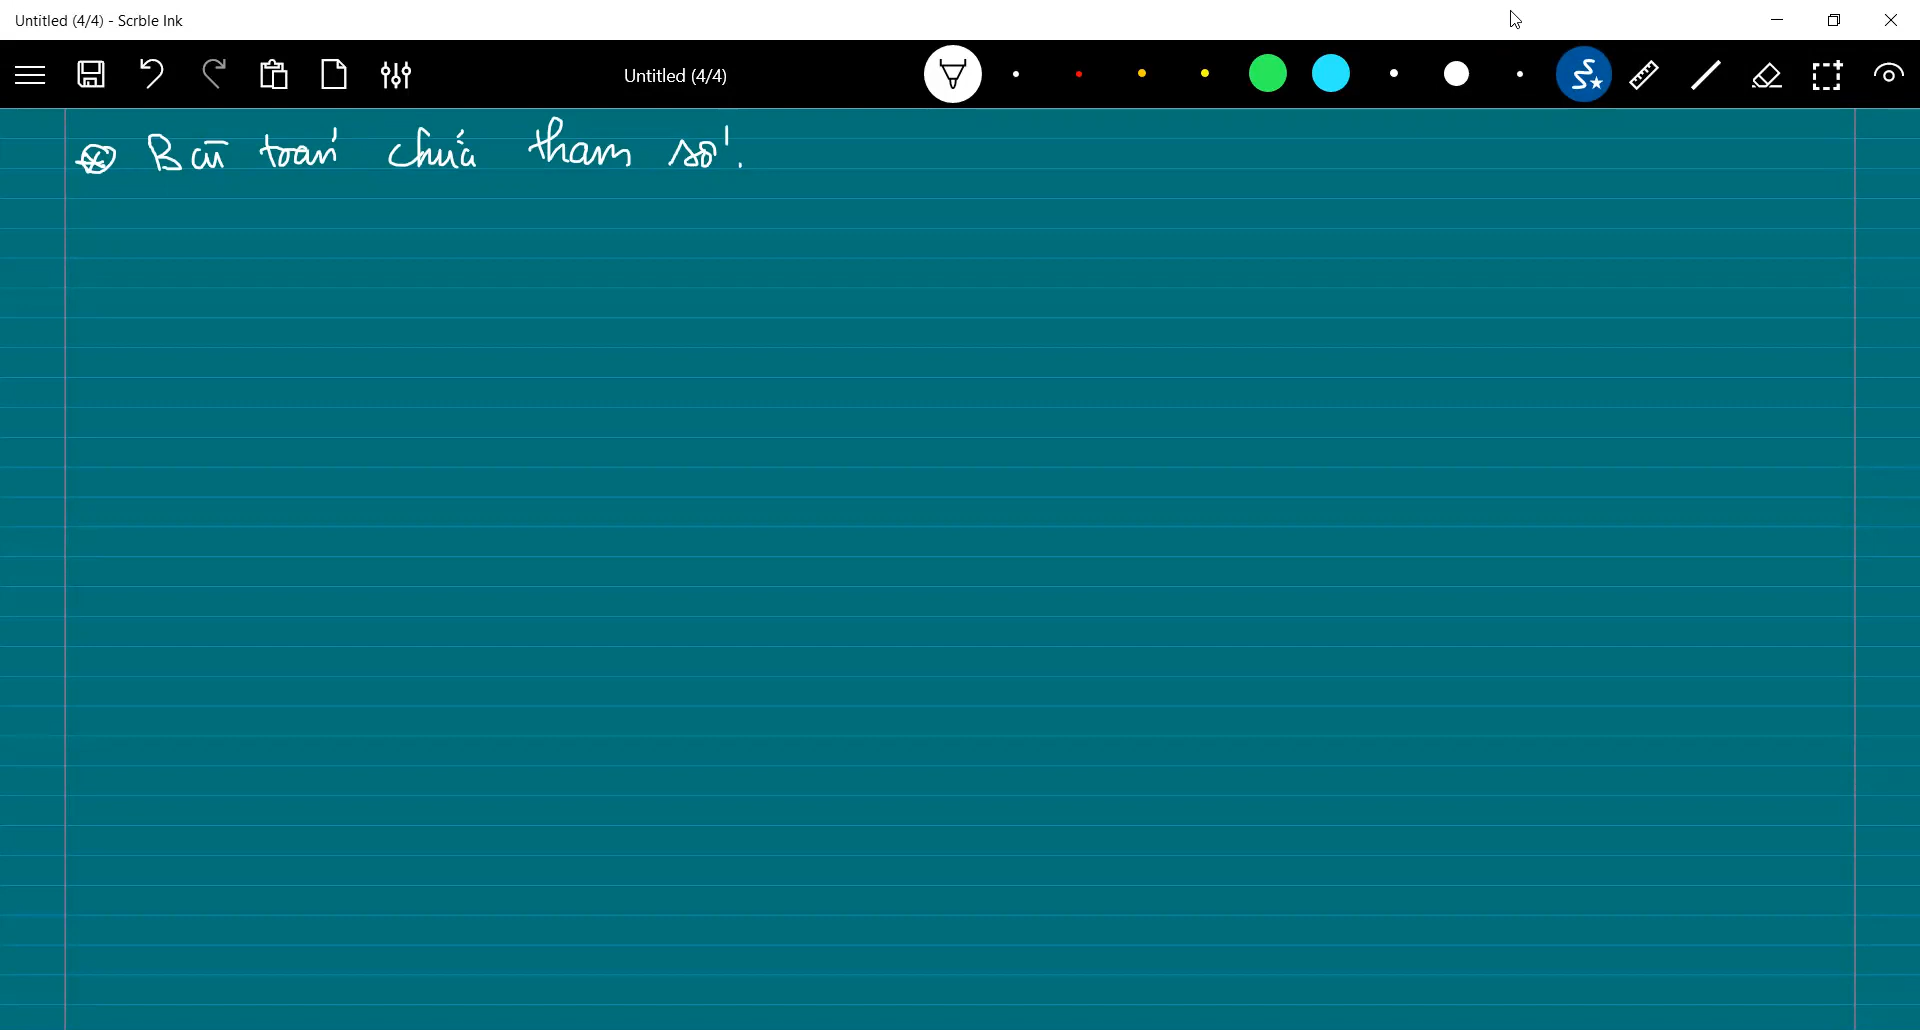 Untitled (4/4) - Scrble Ink
Untitled (4/4)
Bài toán chứa tham số.